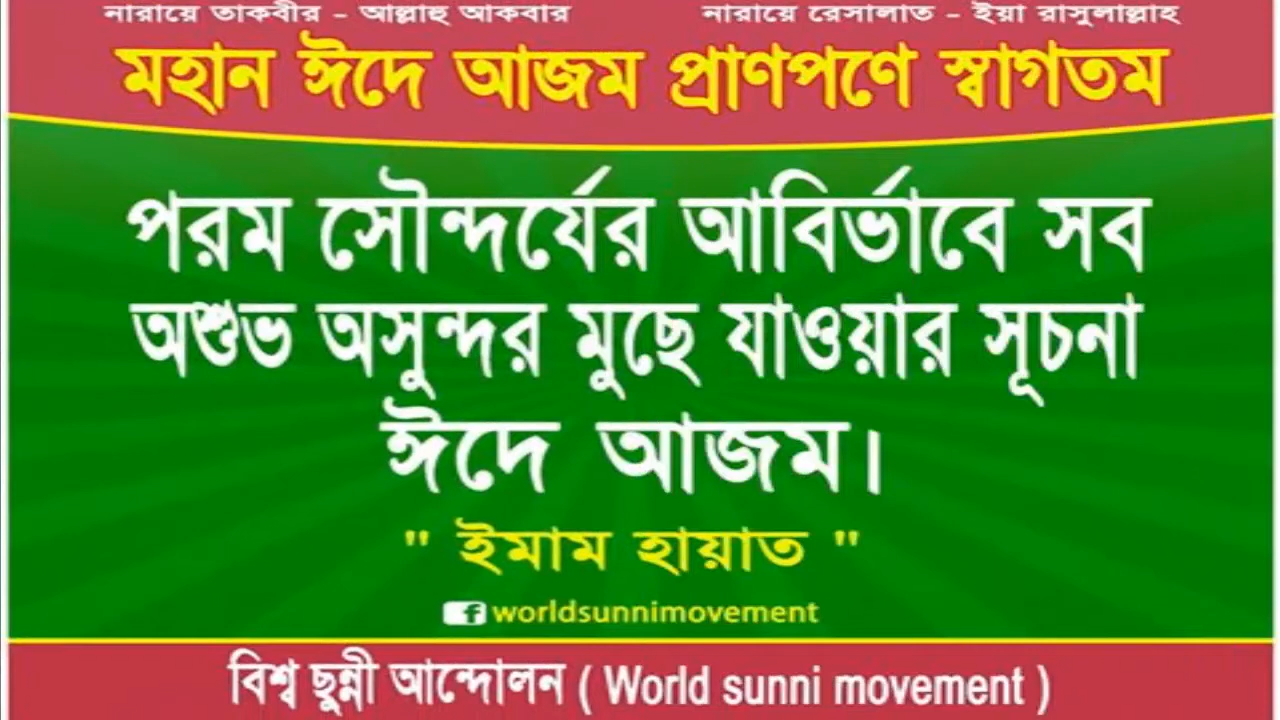 নারায়ে তাকবীর - আল্লাহু আকবার নারায়ে রেসালাত - ইয়া রাসুলাল্লাহ
মহান ঈদে আজম প্রাণপণে স্বাগতম
পরম সৌন্দর্যের আবির্ভাবে সব
অশুভ অসুন্দর মুছে যাওয়ার সূচনা
ঈদে আজম।
" ইমাম হায়াত "
worldsunnimovement
বিশ্ব ছুন্নী আন্দোলন ( World sunni movement )